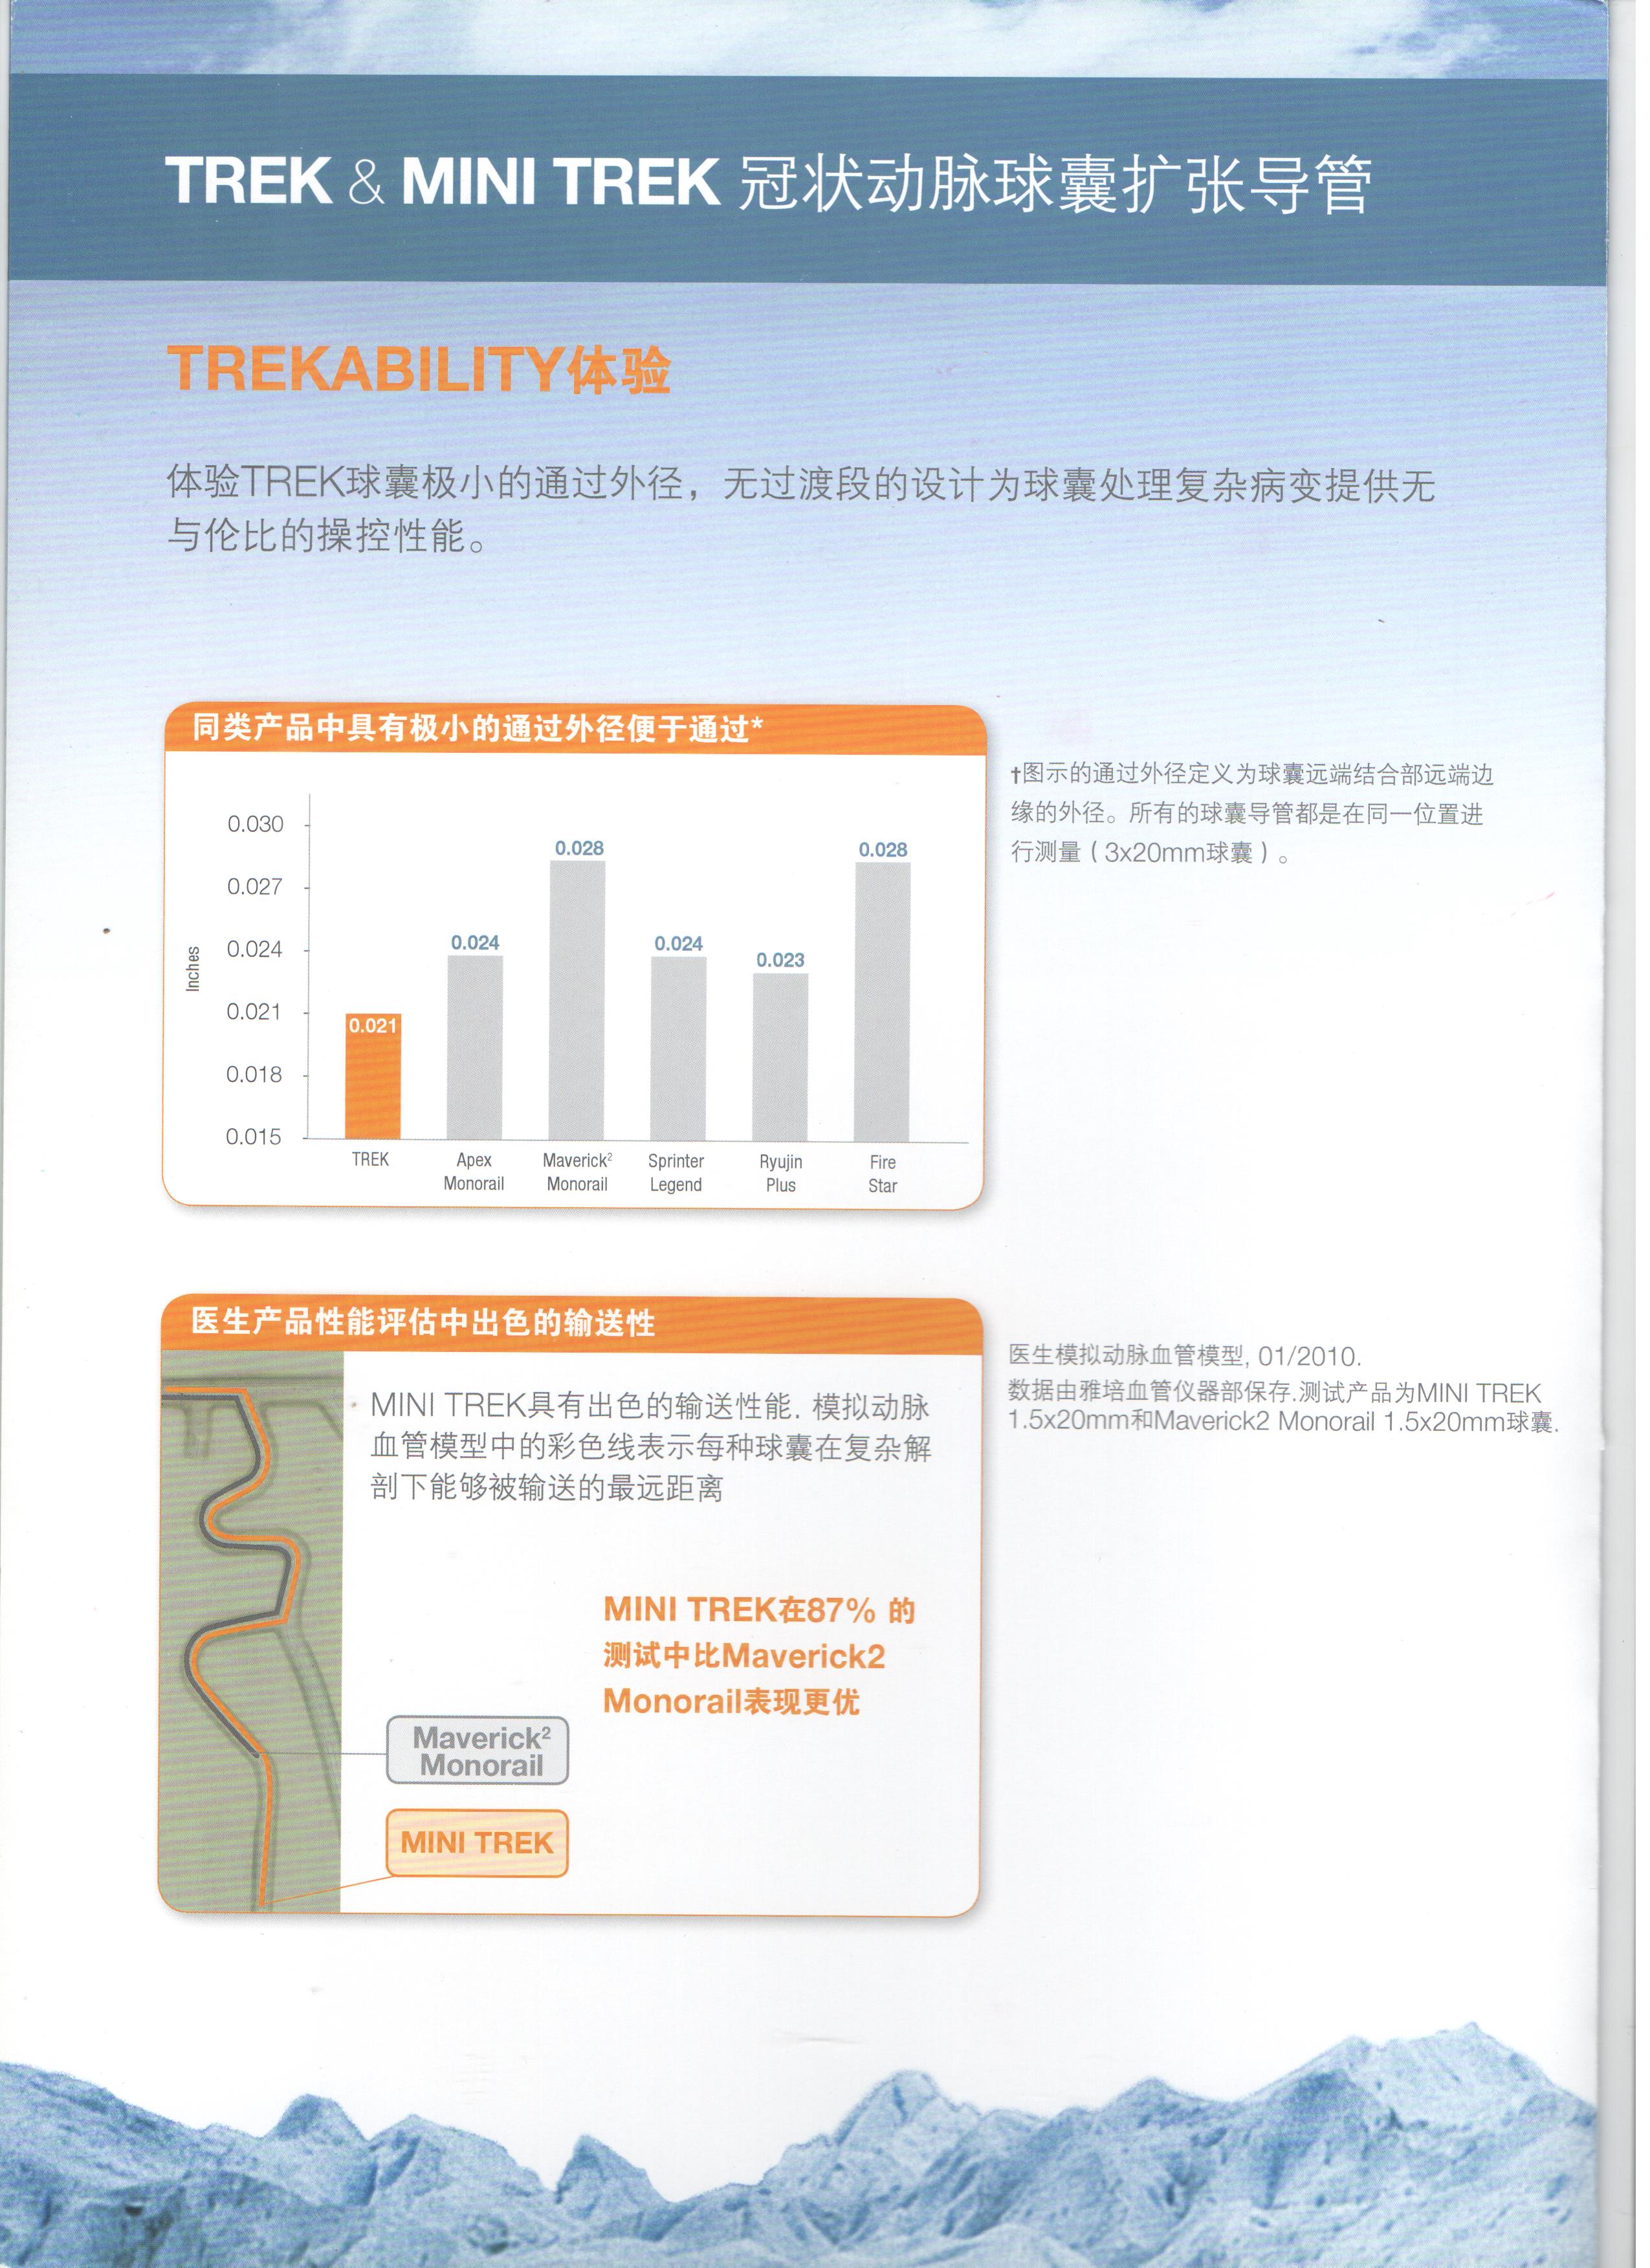 TREK & MINI TREK 冠状动脉球囊扩张导管
TREKABILITY体验
体验TREK球囊极小的通过外径，无过渡段的设计为球囊处理复杂病变提供无
与伦比的操控性能。
同类产品中具有极小的通过外径便于通过*
†图示的通过外径定义为球囊远端结合部远端边
缘的外径。所有的球囊导管都是在同一位置进
行测量（3x20mm球囊）。
Inches
0.030
0.027
0.024
0.021
0.018
0.015
0.021
0.024
0.028
0.024
0.023
0.028
TREK
Apex
Monorail
Maverick²
Monorail
Sprinter
Legend
Ryujin
Plus
Fire
Star
医生产品性能评估中出色的输送性
MINI TREK具有出色的输送性能. 模拟动脉
血管模型中的彩色线表示每种球囊在复杂解
剖下能够被输送的最远距离
MINI TREK在87% 的
测试中比Maverick2
Monorail表现更优
Maverick²
Monorail
MINI TREK
医生模拟动脉血管模型, 01/2010.
数据由雅培血管仪器部保存.测试产品为MINI TREK
1.5x20mm和Maverick2 Monorail 1.5x20mm球囊.